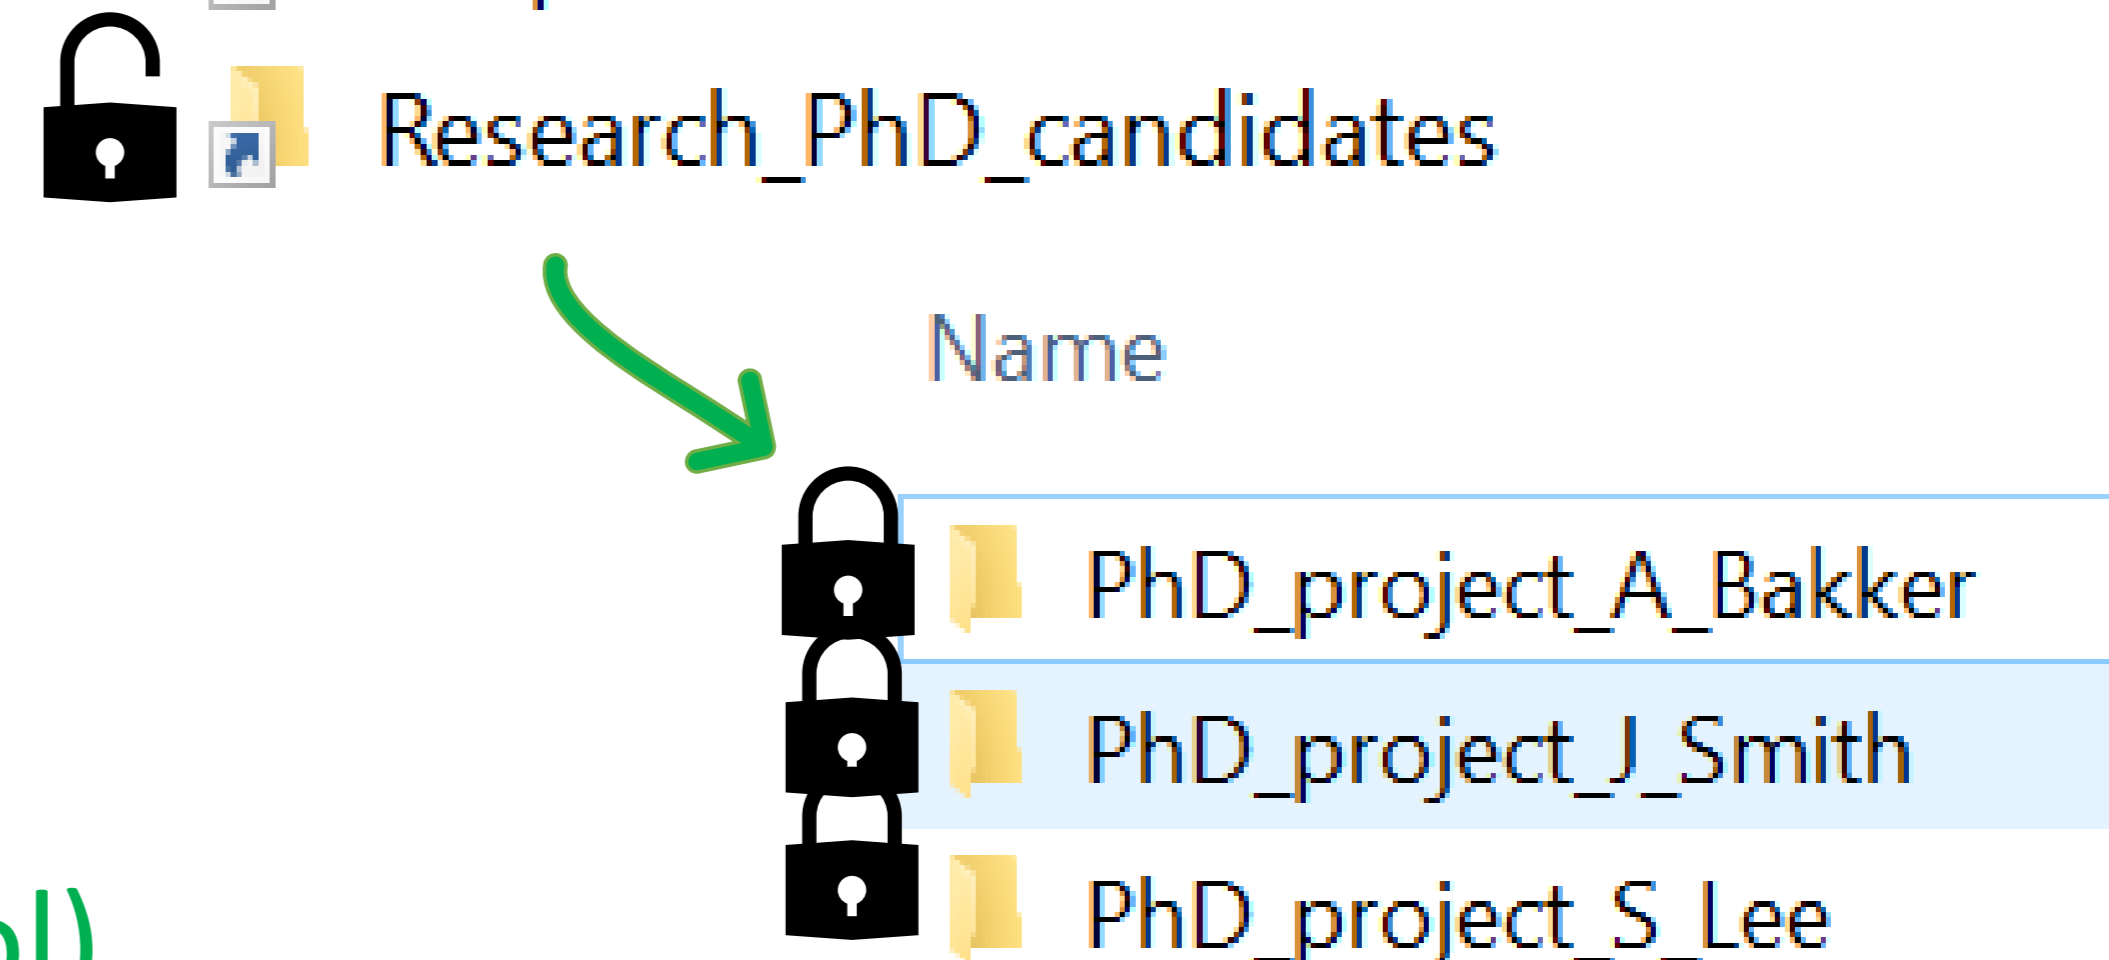 Research_PhD_candidates
Name
PhD_project_A_Bakker
PhD_project_J_Smith
PhD_project_S_Lee